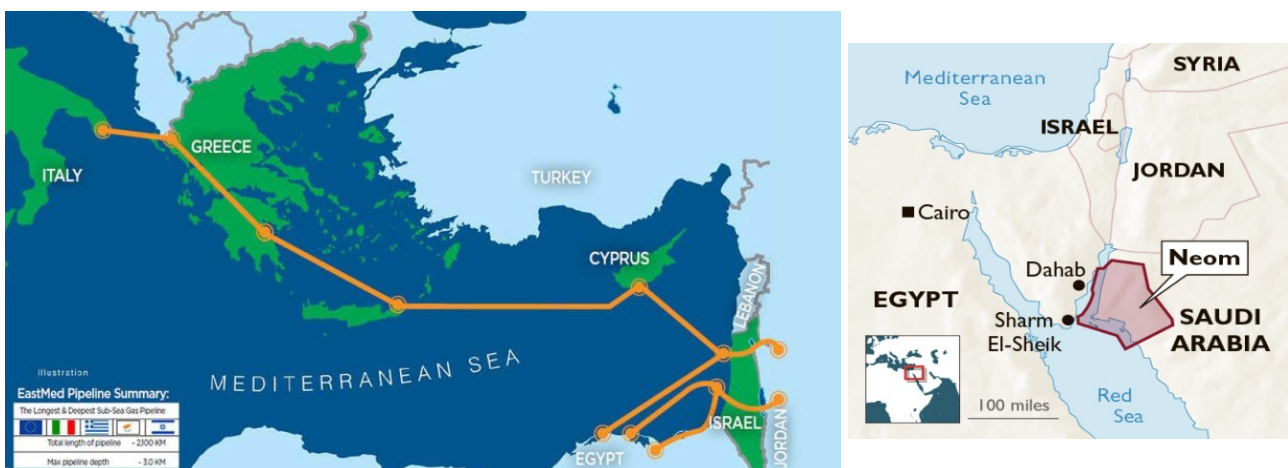 ITALY
GREECE
TURKEY
CYPRUS
LEBANON
MEDITERRANEAN SEA
ISRAEL
JORDAN
EGYPT
Illustration
EastMed Pipeline Summary:
The Longest & Deepest Sub-Sea Gas Pipeline
Total length of pipeline - 2,100 KM
Max pipeline depth - 3.0 KM
Mediterranean
Sea
SYRIA
ISRAEL
JORDAN
Cairo
Neom
Dahab
EGYPT
Sharm
El-Sheik
SAUDI
ARABIA
100 miles
Red
Sea